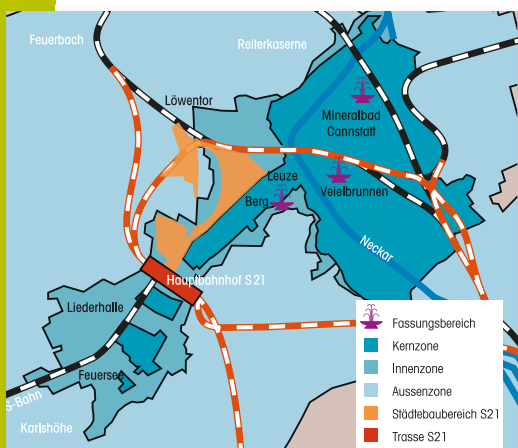 Feuerbach
Reiterkaserne
Löwentor
Mineralbad
Cannstatt
Leuze
Veielbrunnen
Berg
Neckar
Hauptbahnhof S21
Liederhalle
Feuersee
S-Bahn
Karlshöhe
Fassungsbereich
Kernzone
Innenzone
Aussenzone
Städtebaubereich S21
Trasse S21